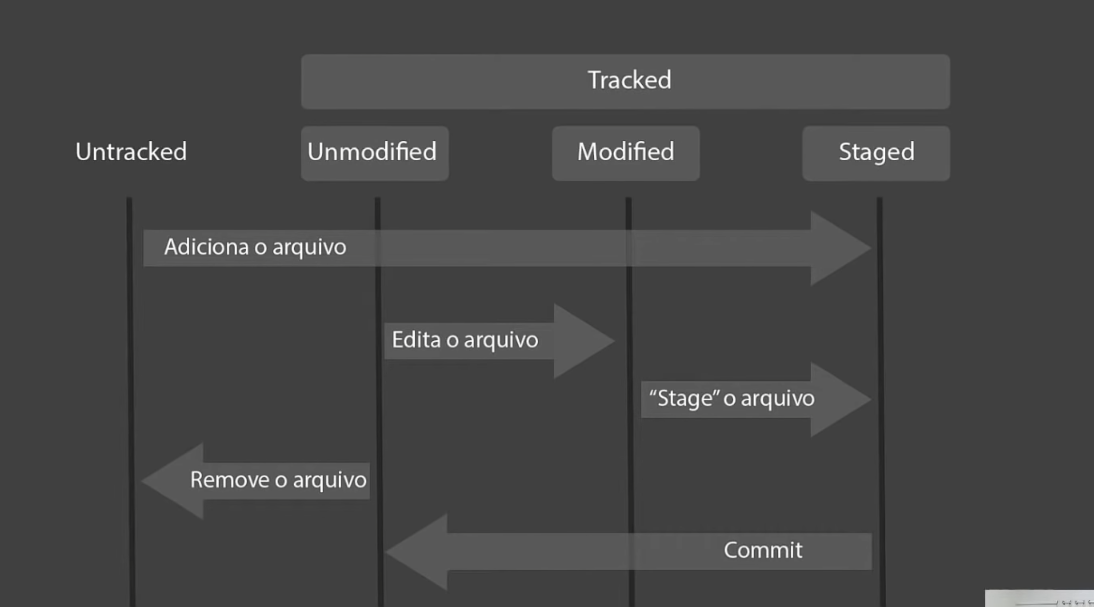 Tracked
Untracked
Unmodified
Modified
Staged
Adiciona o arquivo
Edita o arquivo
“Stage” o arquivo
Remove o arquivo
Commit